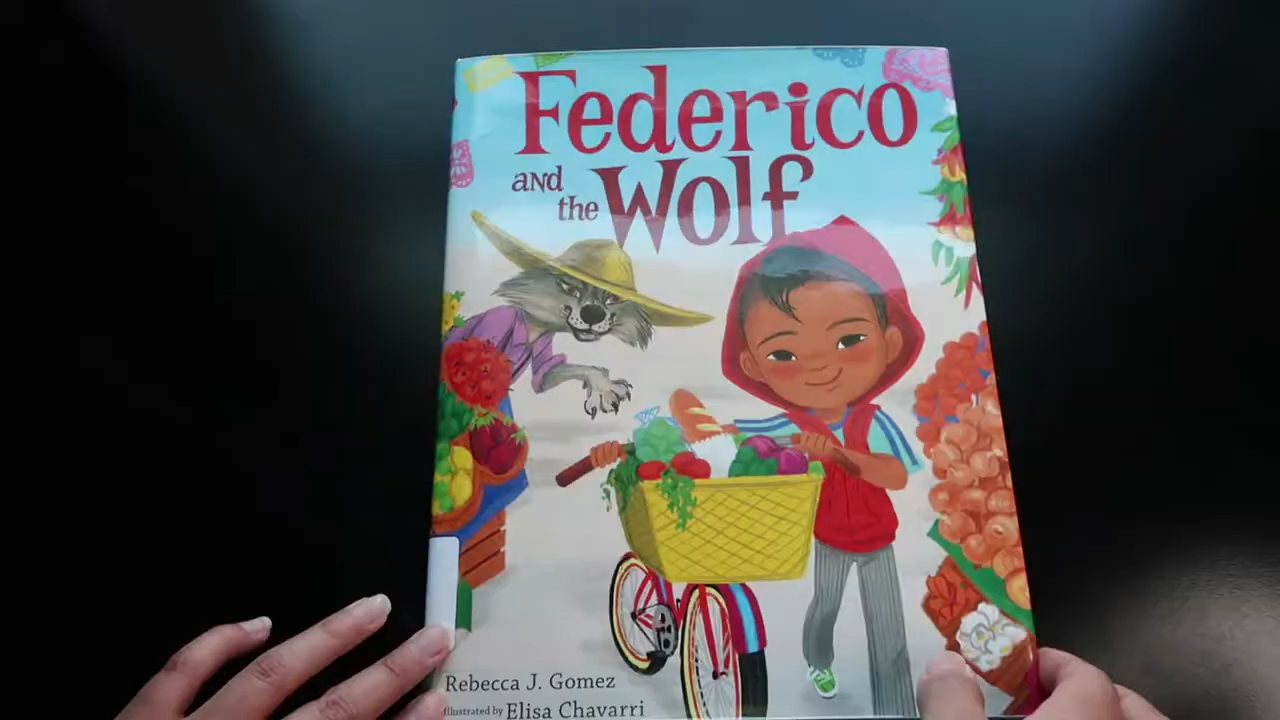 Federico
and
the
Wolf
Rebecca J. Gomez
Illustrated by Elisa Chavarri